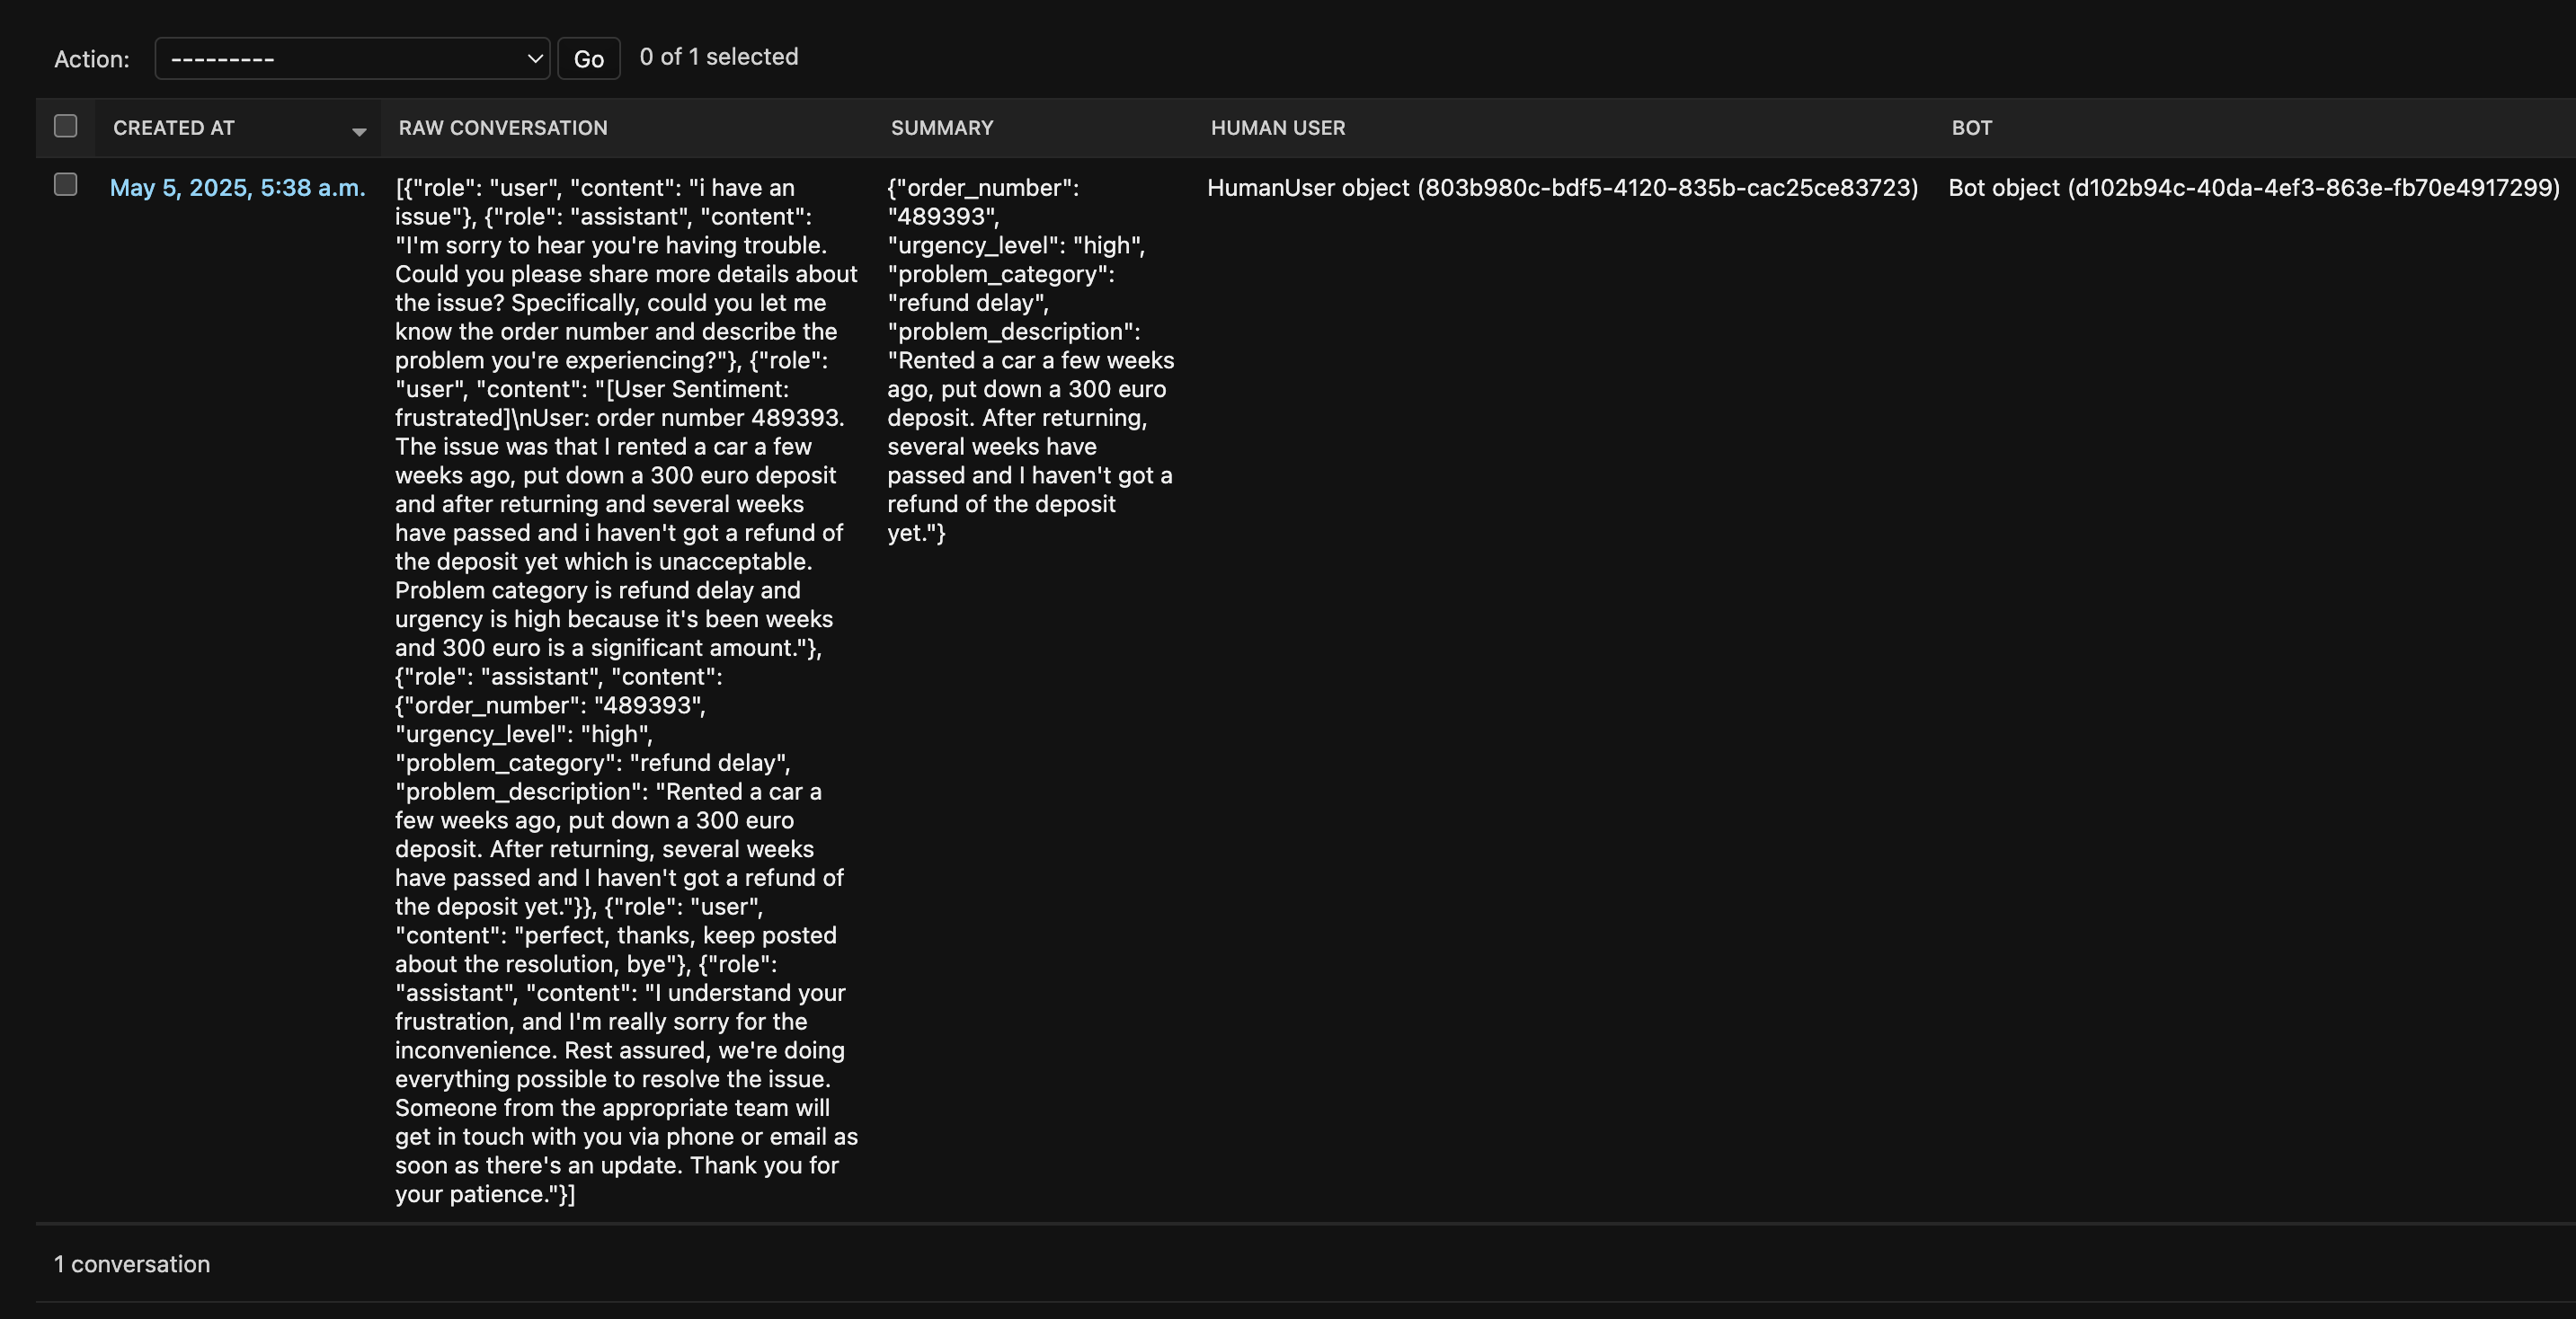 Action: --------- Go 0 of 1 selected
CREATED AT RAW CONVERSATION SUMMARY HUMAN USER BOT
May 5, 2025, 5:38 a.m.
[{"role": "user", "content": "i have an
issue"}, {"role": "assistant", "content":
"I'm sorry to hear you're having trouble.
Could you please share more details about
the issue? Specifically, could you let me
know the order number and describe the
problem you're experiencing?"}, {"role":
"user", "content": "[User Sentiment:
frustrated]\nUser: order number 489393.
The issue was that I rented a car a few
weeks ago, put down a 300 euro deposit
and after returning and several weeks
have passed and i haven't got a refund of
the deposit yet which is unacceptable.
Problem category is refund delay and
urgency is high because it's been weeks
and 300 euro is a significant amount."},
{"role": "assistant", "content":
{"order_number": "489393",
"urgency_level": "high",
"problem_category": "refund delay",
"problem_description": "Rented a car a
few weeks ago, put down a 300 euro
deposit. After returning, several weeks
have passed and I haven't got a refund of
the deposit yet."}}, {"role": "user",
"content": "perfect, thanks, keep posted
about the resolution, bye"}, {"role":
"assistant", "content": "I understand your
frustration, and I'm really sorry for the
inconvenience. Rest assured, we're doing
everything possible to resolve the issue.
Someone from the appropriate team will
get in touch with you via phone or email as
soon as there's an update. Thank you for
your patience."}]
{"order_number":
"489393",
"urgency_level": "high",
"problem_category":
"refund delay",
"problem_description":
"Rented a car a few weeks
ago, put down a 300 euro
deposit. After returning,
several weeks have
passed and I haven't got a
refund of the deposit
yet."}
HumanUser object (803b980c-bdf5-4120-835b-cac25ce83723)
Bot object (d102b94c-40da-4ef3-863e-fb70e4917299)
1 conversation